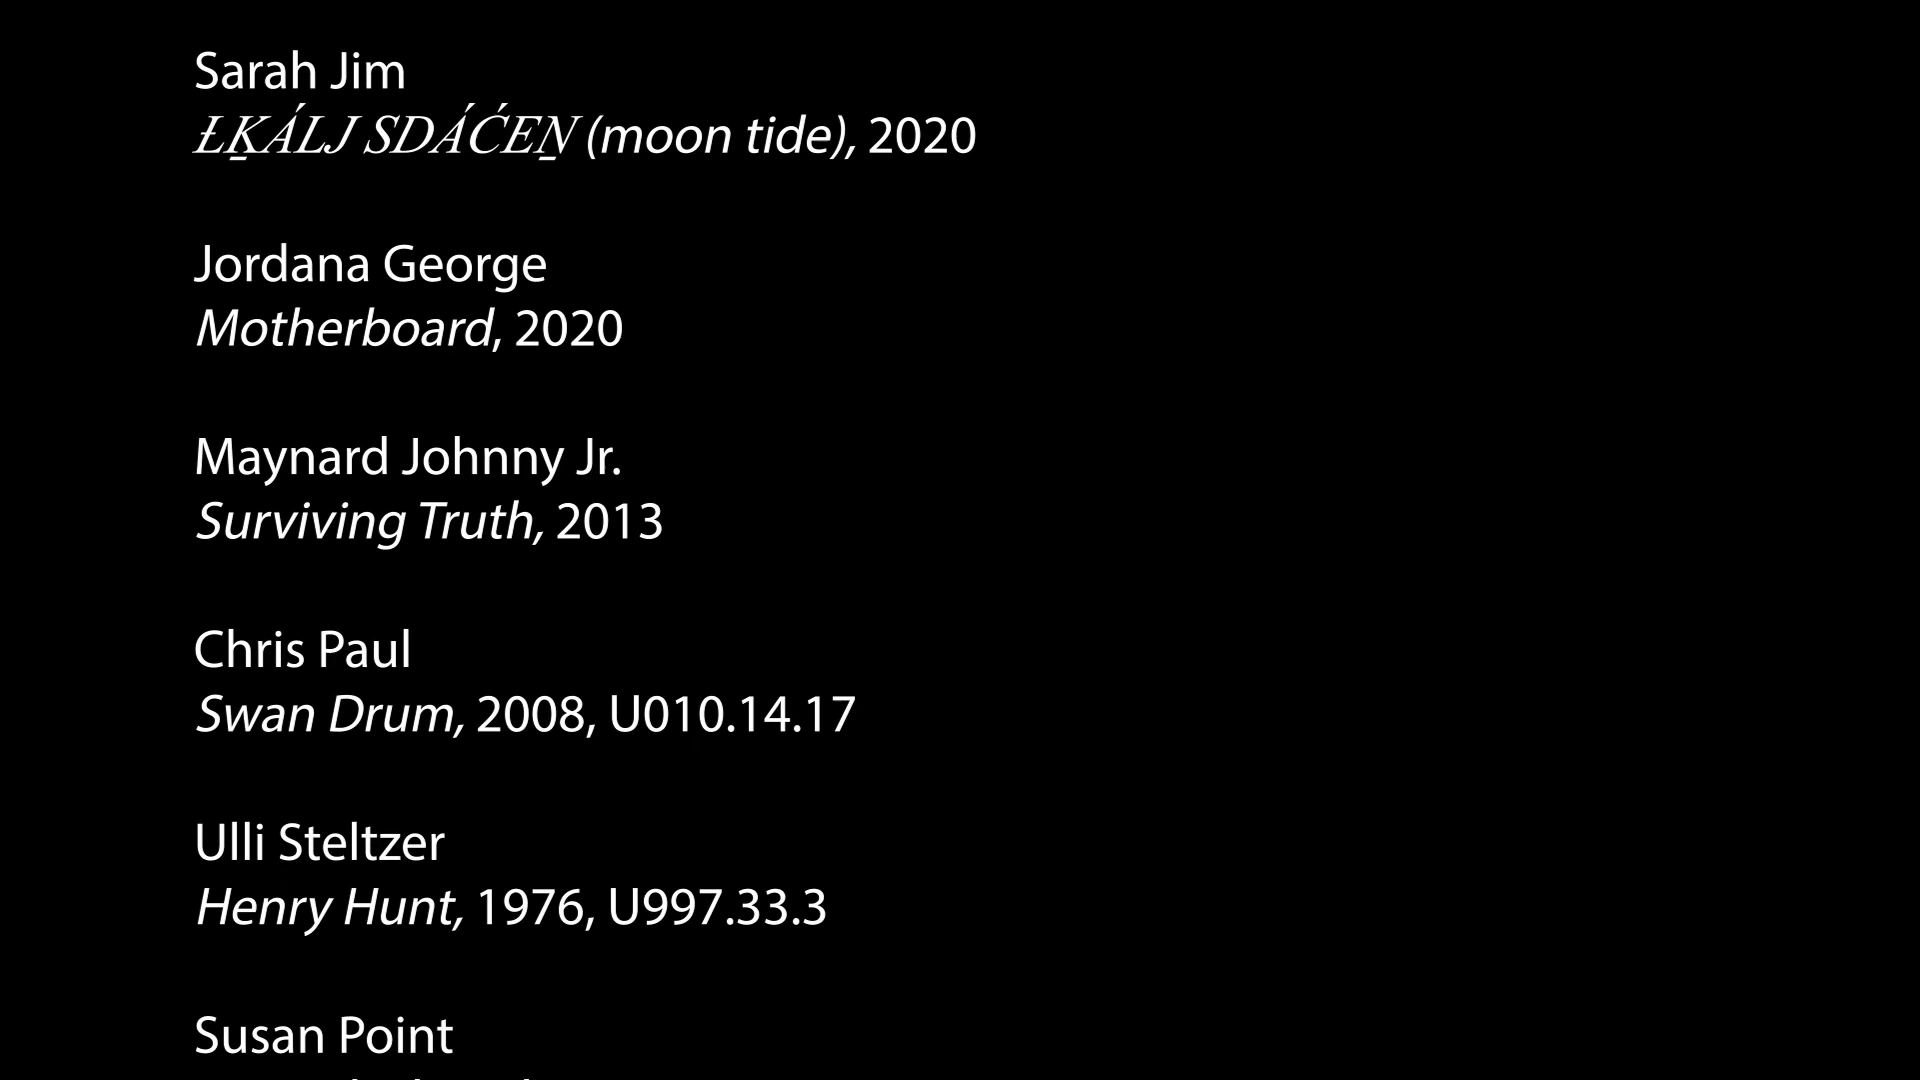 Sarah Jim
ȽḴÁLJ SDÁĆEṈ (moon tide), 2020
Jordana George
Motherboard, 2020
Maynard Johnny Jr.
Surviving Truth, 2013
Chris Paul
Swan Drum, 2008, U010.14.17
Ulli Steltzer
Henry Hunt, 1976, U997.33.3
Susan Point